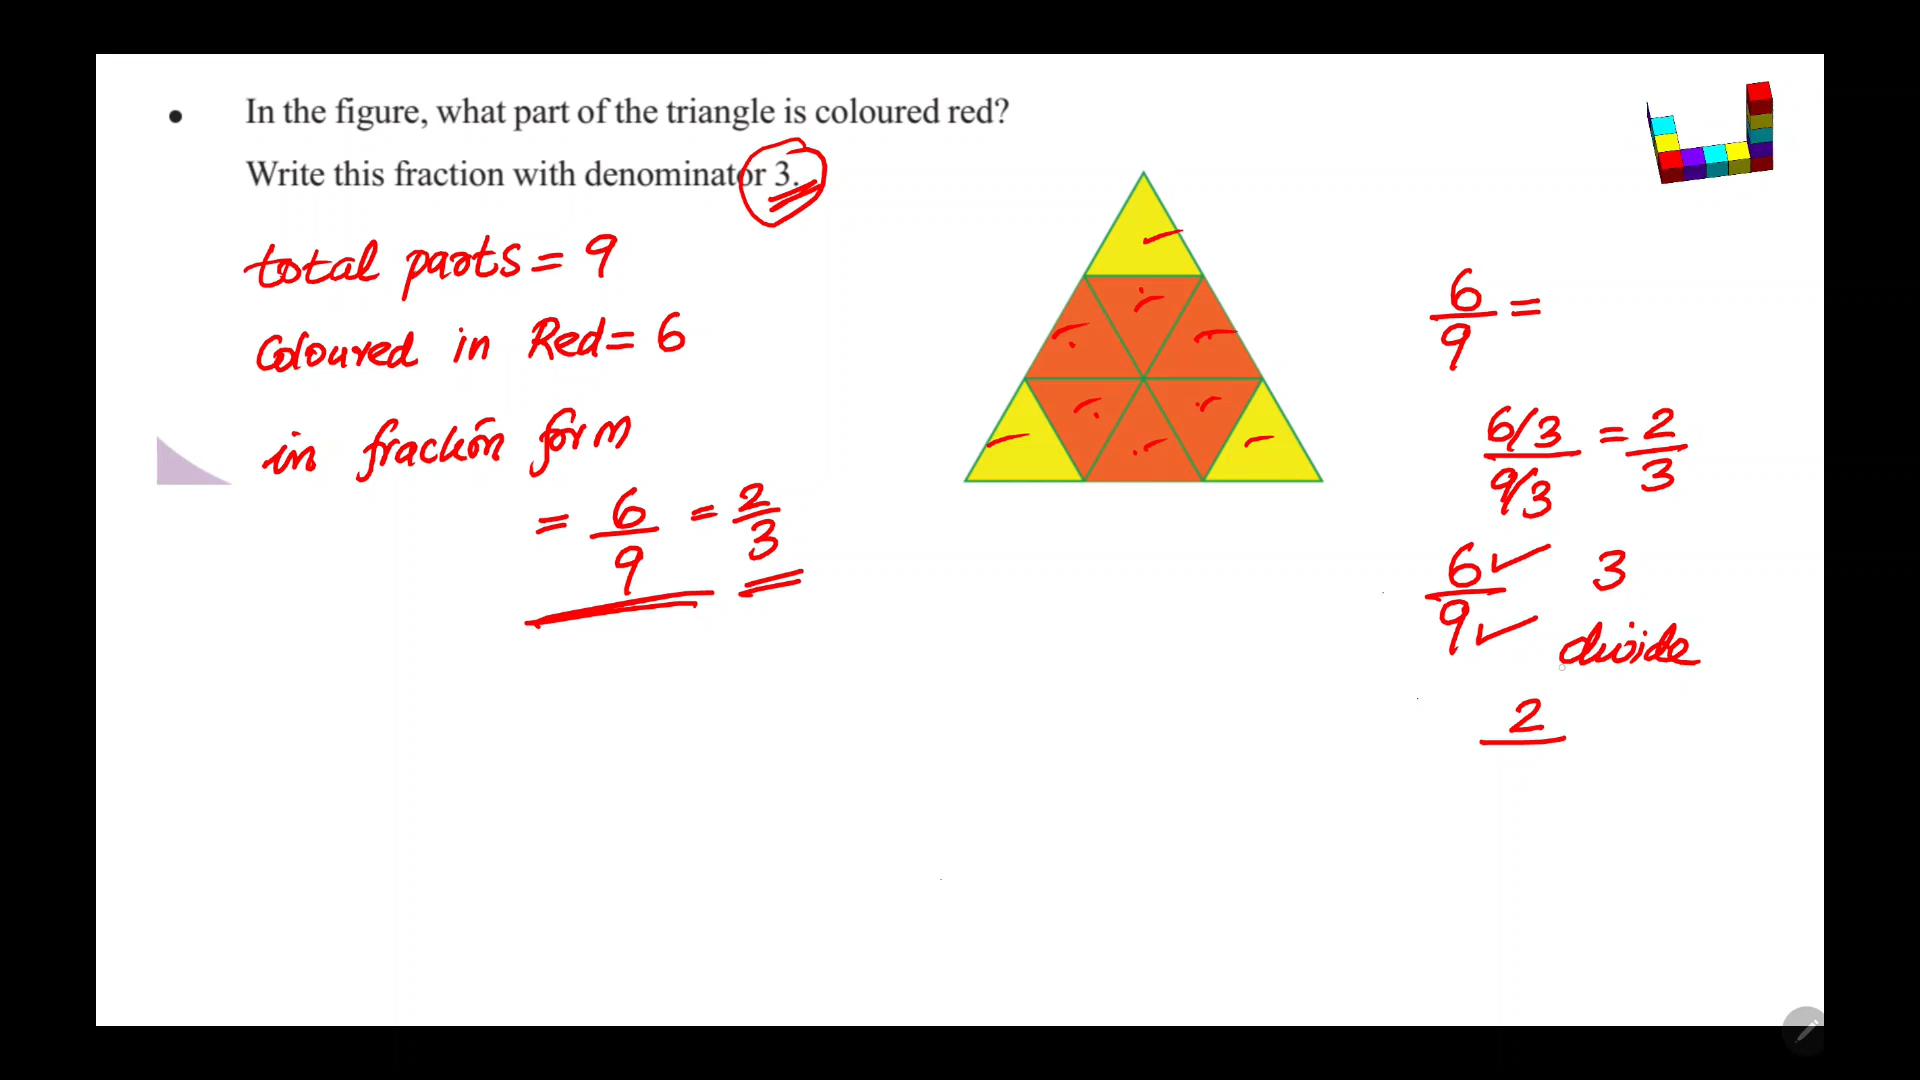 In the figure, what part of the triangle is coloured red?
Write this fraction with denominator 3.
total parts = 9
Coloured in Red = 6
in fraction form
= 6/9 = 2/3
6/9 =
6/3 / 9/3 = 2/3
6/9 3
divide
2